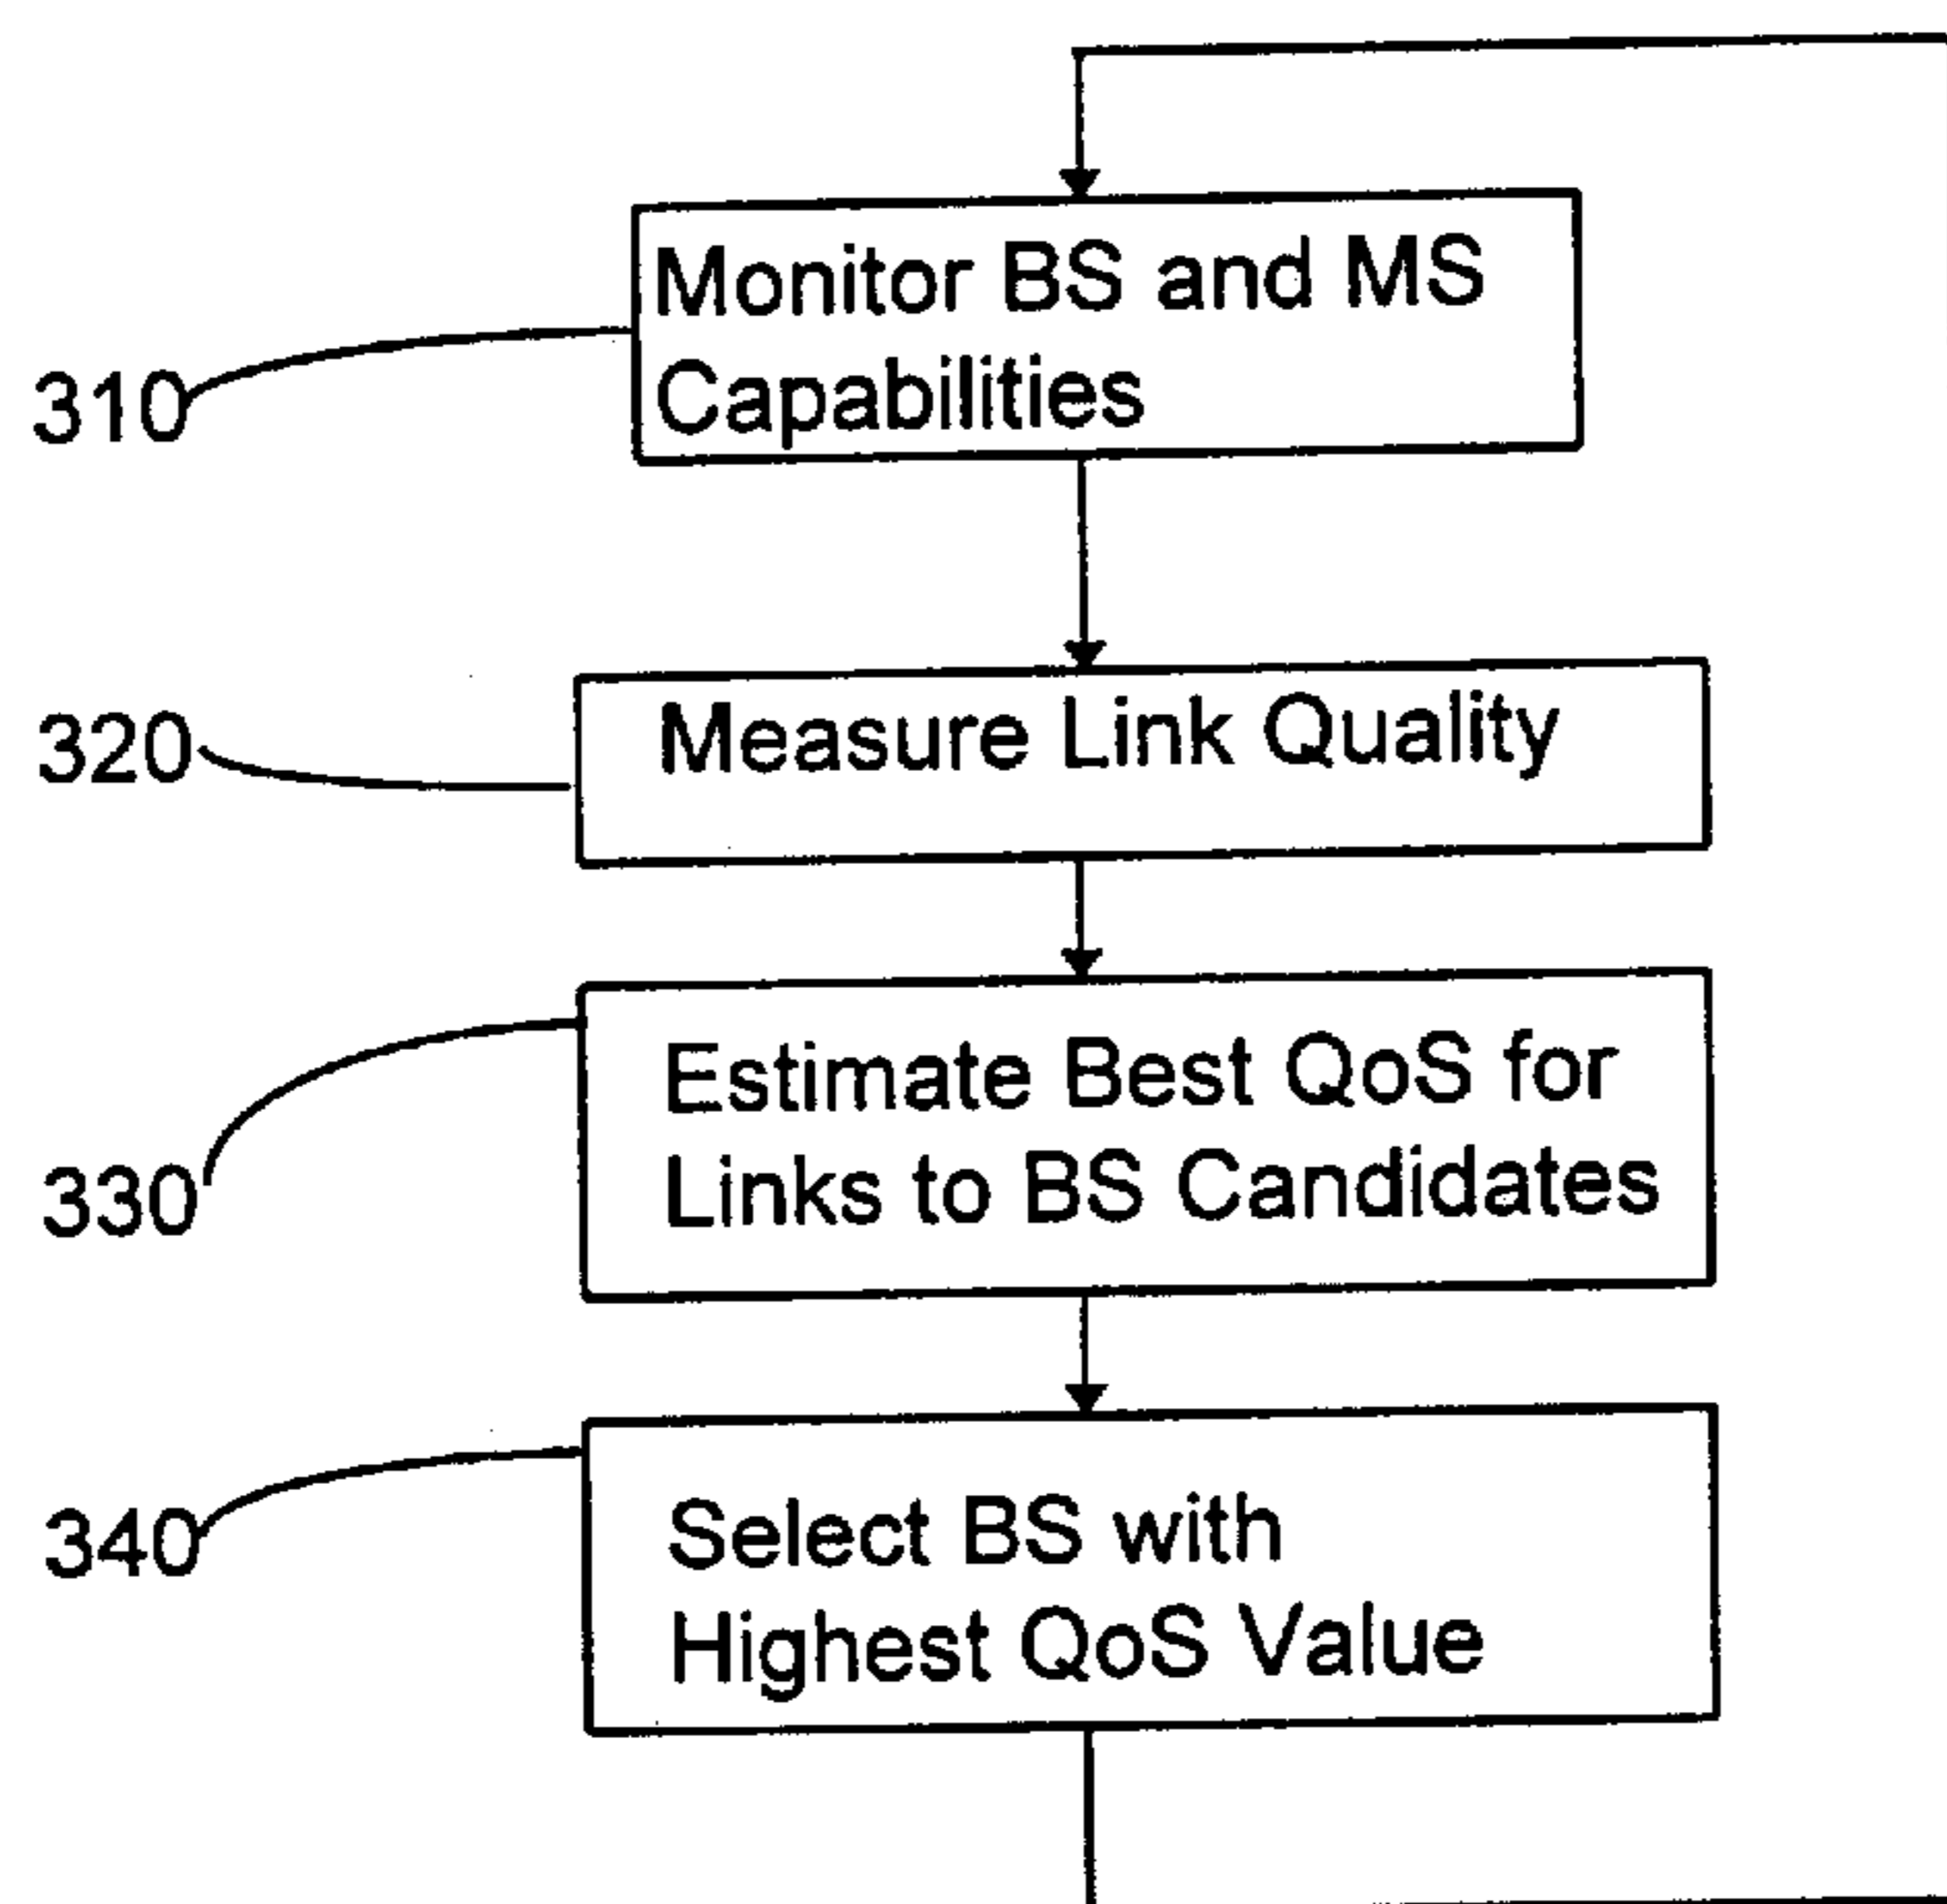 Monitor BS and MS
Capabilities
310
Measure Link Quality
320
Estimate Best QoS for
Links to BS Candidates
330
Select BS with
Highest QoS Value
340